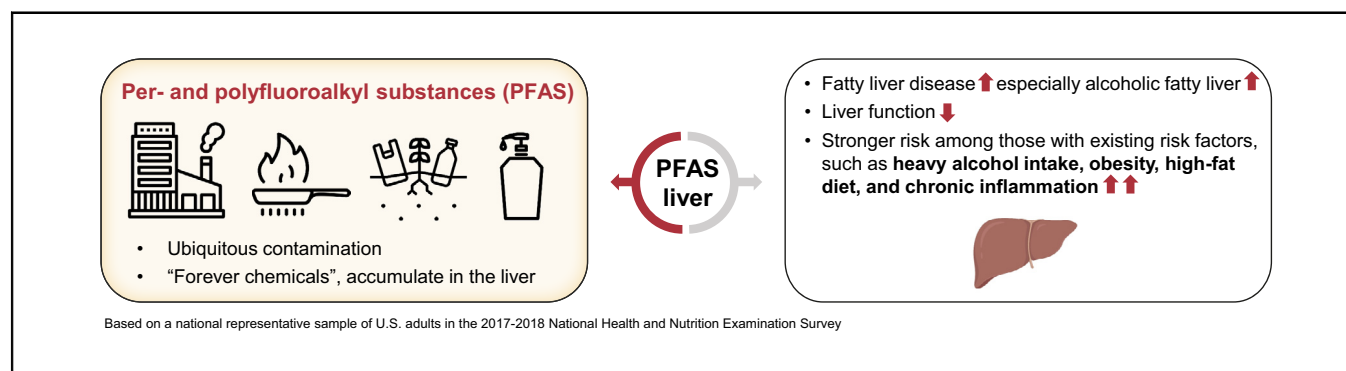 Per- and polyfluoroalkyl substances (PFAS)
• Ubiquitous contamination
• “Forever chemicals”, accumulate in the liver
PFAS
liver
• Fatty liver disease especially alcoholic fatty liver
• Liver function
• Stronger risk among those with existing risk factors,
such as heavy alcohol intake, obesity, high-fat
diet, and chronic inflammation
Based on a national representative sample of U.S. adults in the 2017-2018 National Health and Nutrition Examination Survey